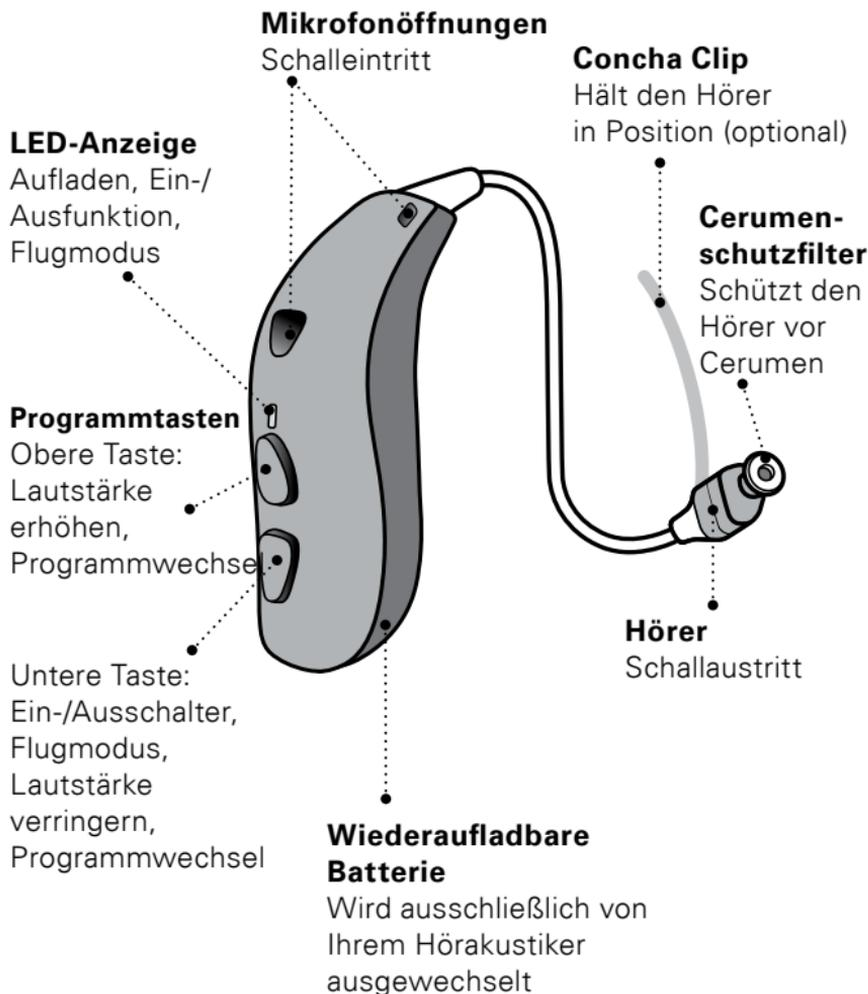 Mikrofonöffnungen
Schalleintritt
Concha Clip
Hält den Hörer
in Position (optional)
LED-Anzeige
Aufladen, Ein-/
Ausfunktion,
Flugmodus
Cerumen-
schutzfilter
Schützt den
Hörer vor
Cerumen
Programmtasten
Obere Taste:
Lautstärke
erhöhen,
Programmwechsel
Untere Taste:
Ein-/Ausschalter,
Flugmodus,
Lautstärke
verringern,
Programmwechsel
Hörer
Schallaustritt
Wiederaufladbare
Batterie
Wird ausschließlich von
Ihrem Hörakustiker
ausgewechselt